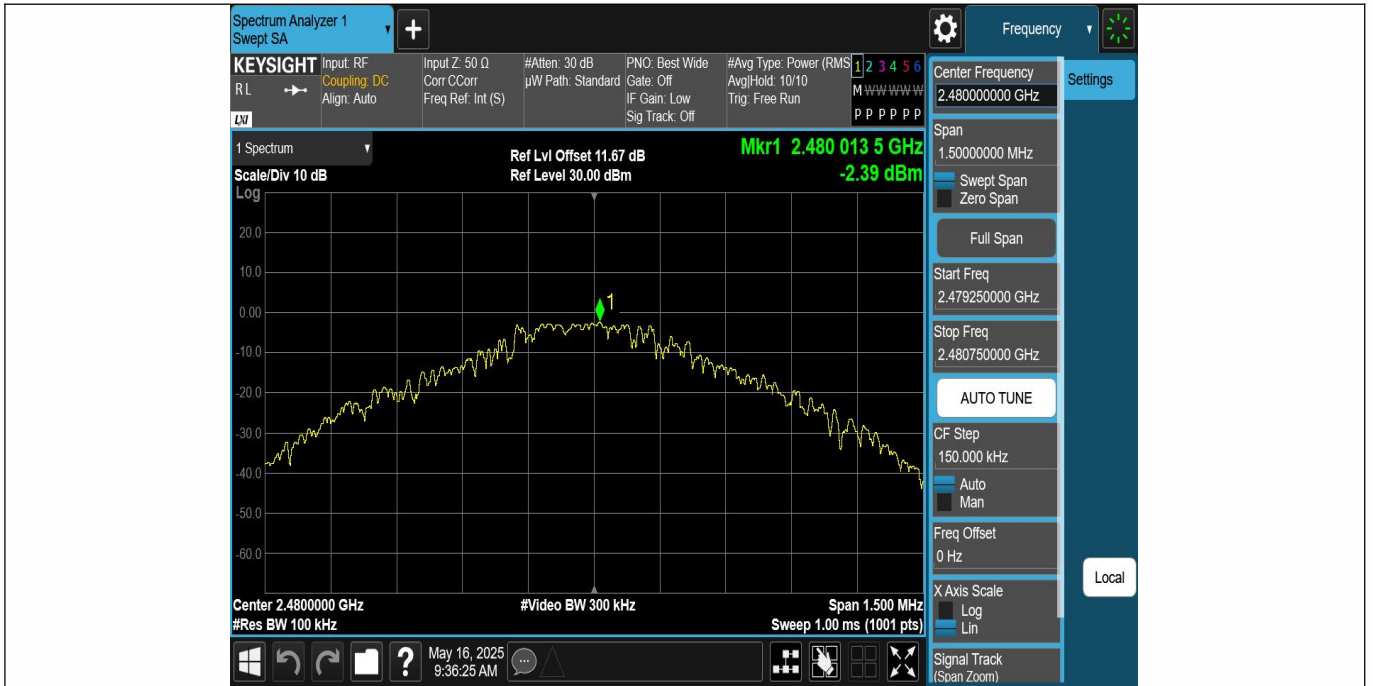 Spectrum Analyzer 1
Swept SA
+
Frequency
KEYSIGHT
RL
LXI
Input: RF
Coupling: DC
Align: Auto
Input Z: 50 Ω
Corr CCorr
Freq Ref: Int (S)
#Atten: 30 dB
µW Path: Standard
PNO: Best Wide
Gate: Off
IF Gain: Low
Sig Track: Off
#Avg Type: Power (RMS
Avg|Hold: 10/10
Trig: Free Run
1 2 3 4 5 6
M W W W W W
P P P P P P
1 Spectrum
Scale/Div 10 dB
Ref Lvl Offset 11.67 dB
Ref Level 30.00 dBm
Mkr1 2.480 013 5 GHz
-2.39 dBm
Log
20.0
10.0
0.00
-10.0
-20.0
-30.0
-40.0
-50.0
-60.0
1
Center 2.4800000 GHz
#Res BW 100 kHz
#Video BW 300 kHz
Span 1.500 MHz
Sweep 1.00 ms (1001 pts)
Center Frequency
2.480000000 GHz
Settings
Span
1.50000000 MHz
Swept Span
Zero Span
Full Span
Start Freq
2.479250000 GHz
Stop Freq
2.480750000 GHz
AUTO TUNE
CF Step
150.000 kHz
Auto
Man
Freq Offset
0 Hz
X Axis Scale
Log
Lin
Signal Track
(Span Zoom)
Local
?
May 16, 2025
9:36:25 AM